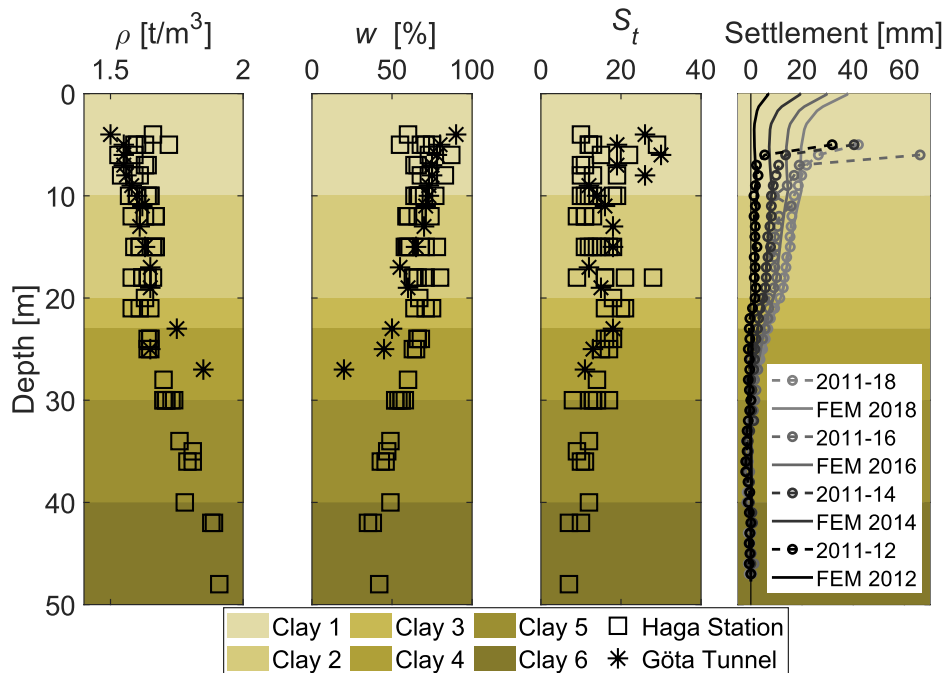 ρ [t/m³]
w [%]
S_t
Settlement [mm]
1.5 2
0 50 100
0 20 40
0 20 40 60
Depth [m]
0
10
20
30
40
50
2011-18
FEM 2018
2011-16
FEM 2016
2011-14
FEM 2014
2011-12
FEM 2012
Clay 1 Clay 3 Clay 5 Haga Station
Clay 2 Clay 4 Clay 6 Göta Tunnel